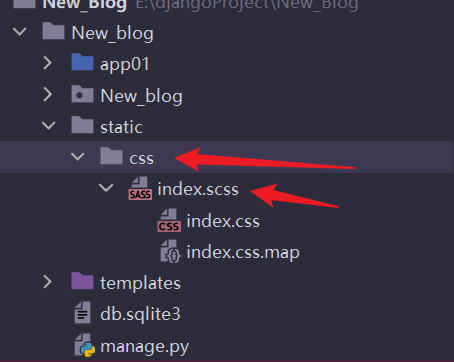 New_Blog E:\djangoProject\New_Blog
New_blog
app01
New_blog
static
css
SASS index.scss
CSS index.css
{} index.css.map
templates
db.sqlite3
manage.py